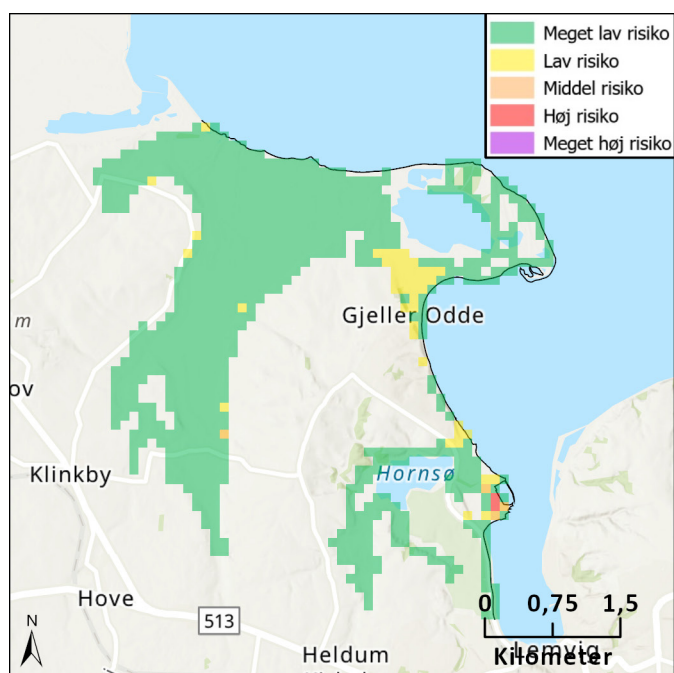 Meget lav risiko
Lav risiko
Middel risiko
Høj risiko
Meget høj risiko
Gjeller Odde
m
ov
Klinkby
Hornsø
Hove
513
N
0 0,75 1,5
Lemvig
Kilometer
Heldum